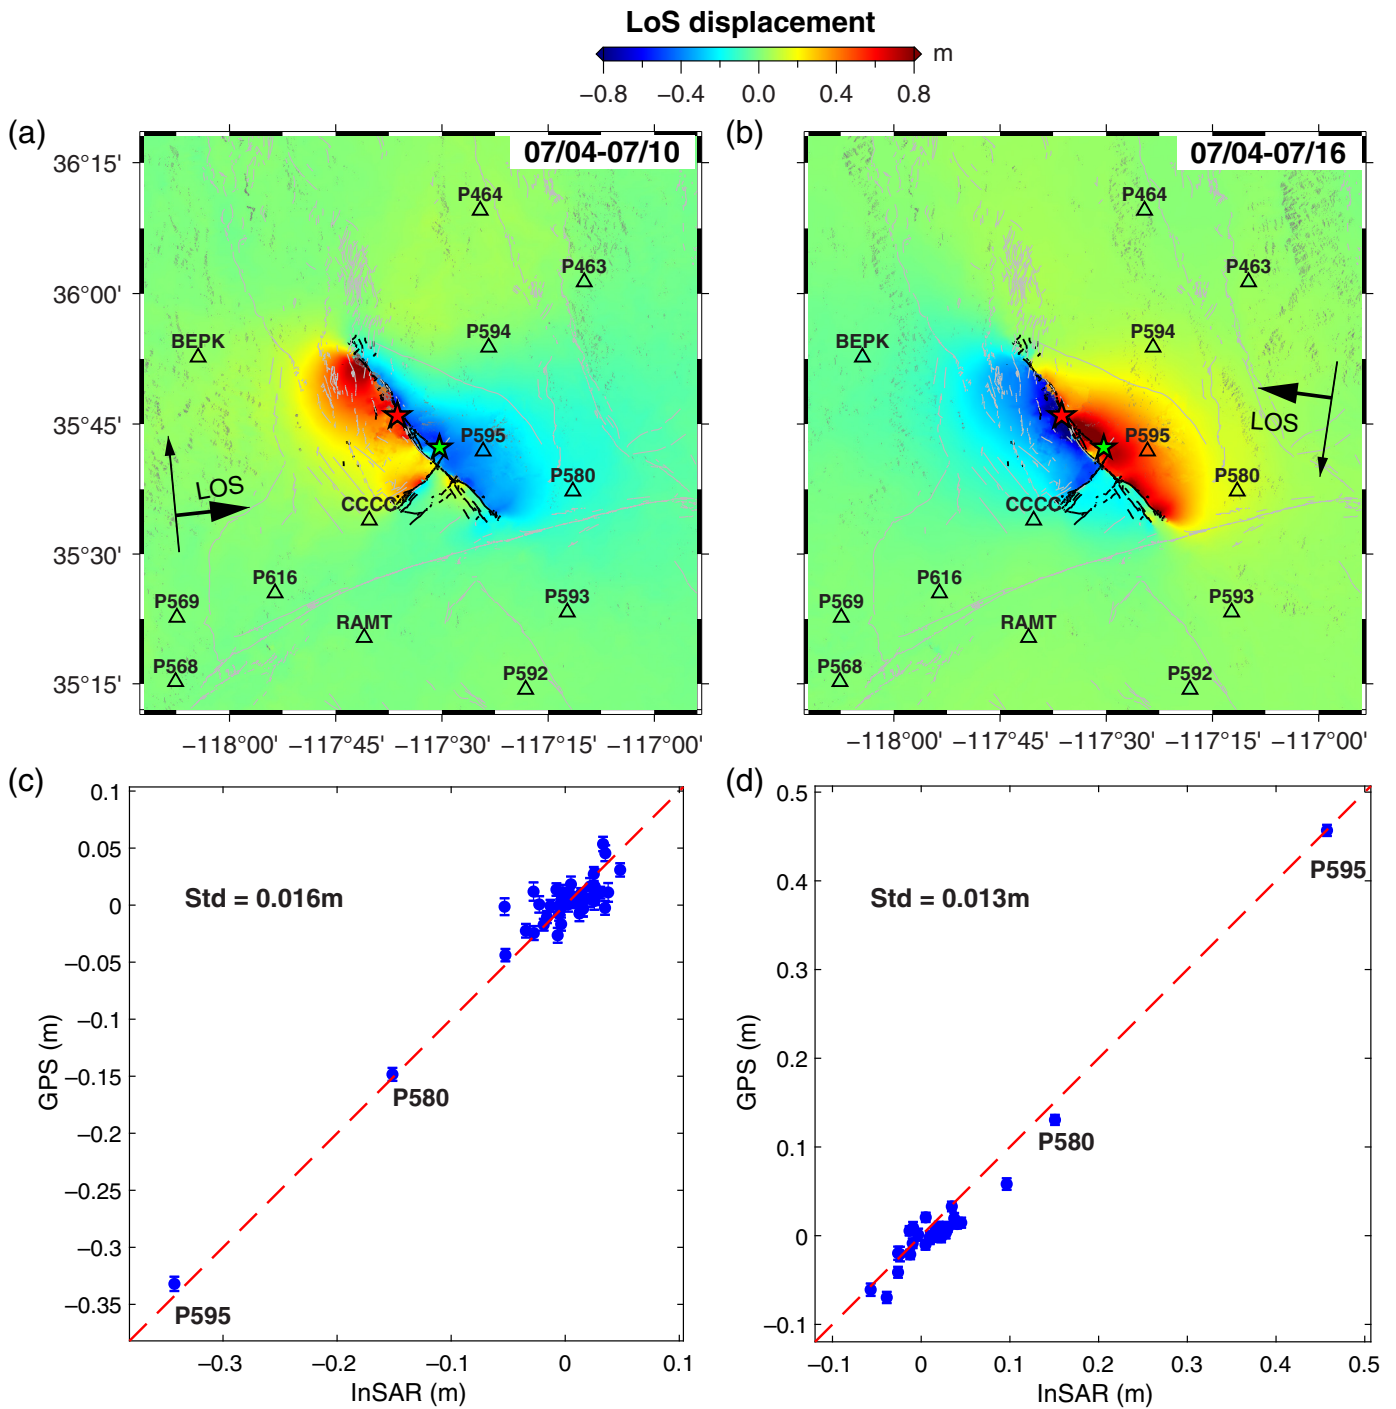 LoS displacement
m
−0.8 −0.4 0.0 0.4 0.8
(a)
07/04-07/10
36°15'
36°00'
35°45'
35°30'
35°15'
P464
P463
BEPK
P594
P595
P580
LOS
CCCC
P616
P569
P593
RAMT
P568
P592
−118°00' −117°45' −117°30' −117°15' −117°00'
(b)
07/04-07/16
P464
P463
BEPK
P594
LOS
P595
P580
CCCC
P616
P569
P593
RAMT
P568
P592
−118°00' −117°45' −117°30' −117°15' −117°00'
(c)
0.1
0.05
0
−0.05
−0.1
−0.15
−0.2
−0.25
−0.3
−0.35
GPS (m)
Std = 0.016m
P580
P595
−0.3 −0.2 −0.1 0 0.1
InSAR (m)
(d)
0.5
0.4
0.3
0.2
0.1
0
−0.1
GPS (m)
Std = 0.013m
P595
P580
−0.1 0 0.1 0.2 0.3 0.4 0.5
InSAR (m)